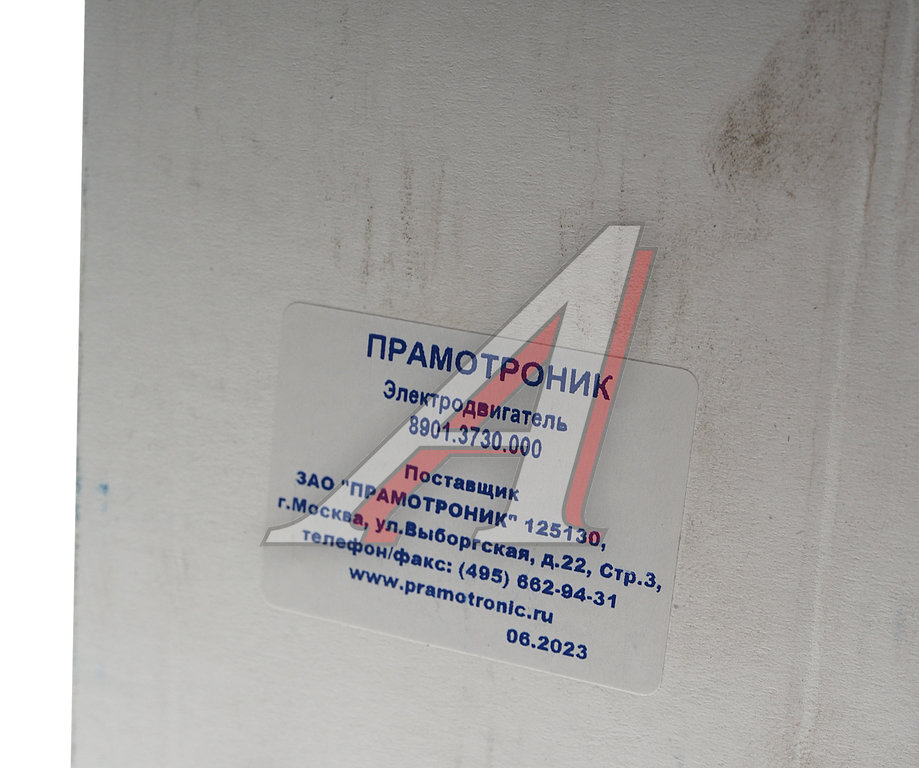 ПРАМОТРОНИК
Электродвигатель
8901.3730.000
Поставщик
ЗАО "ПРАМОТРОНИК" 125130,
г.Москва, ул.Выборгская, д.22, Стр.3,
телефон/факс: (495) 662-94-31
www.pramotronic.ru
06.2023